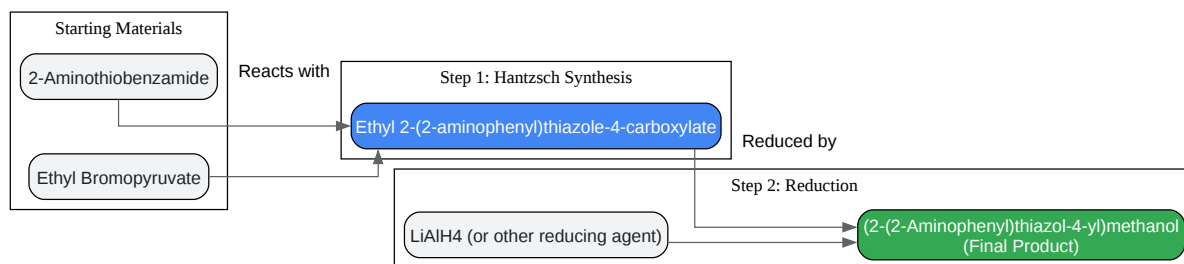 Starting Materials
2-Aminothiobenzamide
Ethyl Bromopyruvate
Reacts with
Step 1: Hantzsch Synthesis
Ethyl 2-(2-aminophenyl)thiazole-4-carboxylate
Reduced by
Step 2: Reduction
LiAlH4 (or other reducing agent)
(2-(2-Aminophenyl)thiazol-4-yl)methanol
(Final Product)